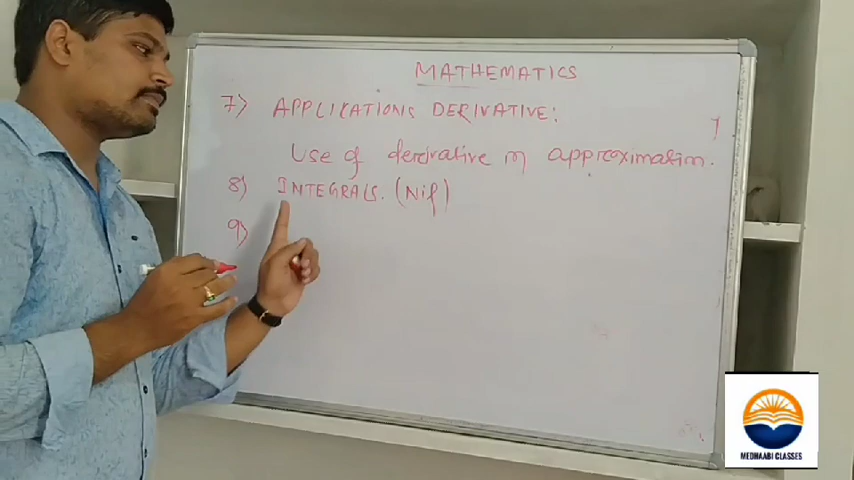 MATHEMATICS
7) APPLICATIONS DERIVATIVE:
Use of derivative in approximation.
8) INTEGRALS. (Nil)
9)
MEDHAABI CLASSES